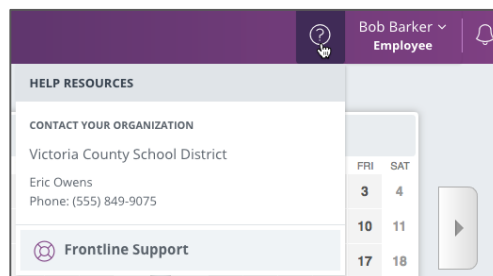 Bob Barker
Employee
HELP RESOURCES
CONTACT YOUR ORGANIZATION
Victoria County School District
Eric Owens
Phone: (555) 849-9075
Frontline Support
FRI SAT
3 4
10 11
17 18